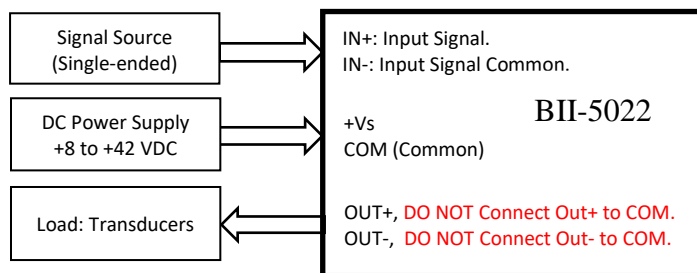 Signal Source
(Single-ended)
IN+: Input Signal.
IN-: Input Signal Common.
BII-5022
DC Power Supply
+8 to +42 VDC
+Vs
COM (Common)
Load: Transducers
OUT+, DO NOT Connect Out+ to COM.
OUT-, DO NOT Connect Out- to COM.